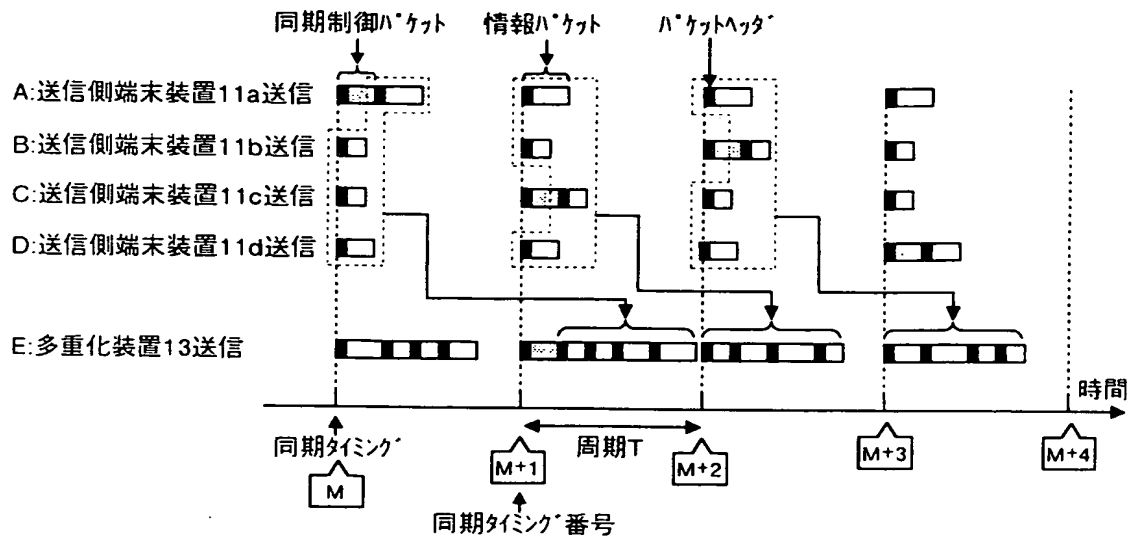 同期制御ﾊﾟｹｯﾄ 情報ﾊﾟｹｯﾄ ﾊﾟｹｯﾄﾍｯﾀﾞ
A:送信側端末装置11a送信
B:送信側端末装置11b送信
C:送信側端末装置11c送信
D:送信側端末装置11d送信
E:多重化装置13送信
時間
同期ﾀｲﾐﾝｸﾞ
周期T
M
M+1
M+2
M+3
M+4
同期ﾀｲﾐﾝｸﾞ番号